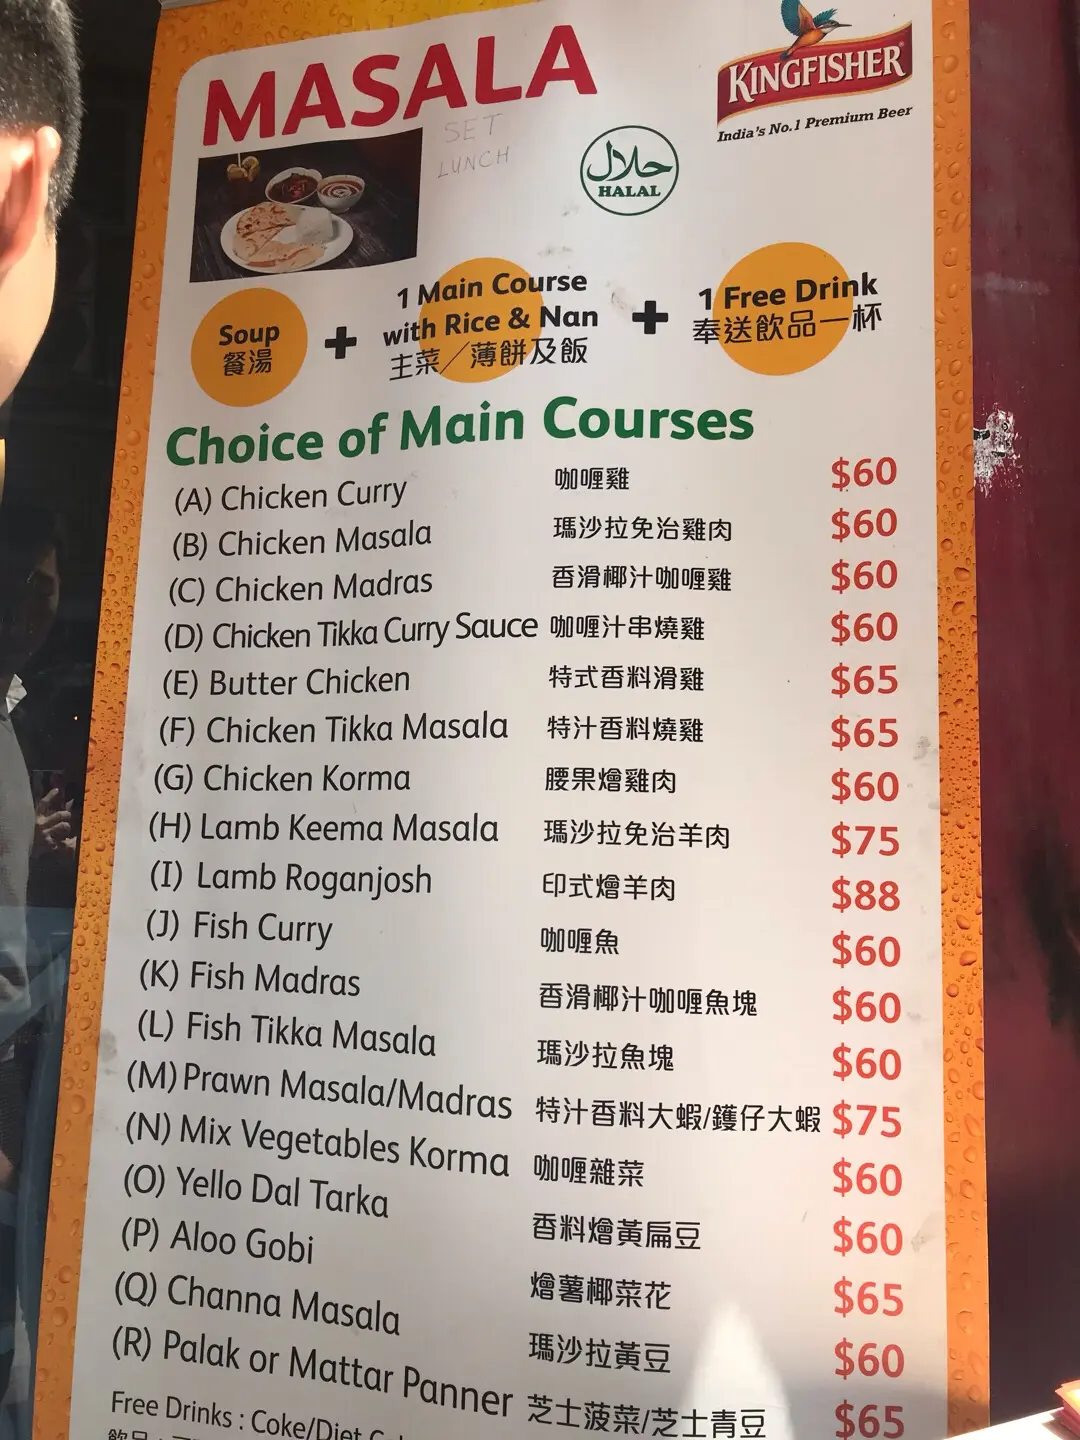 MASALA
KINGFISHER
India's No.1 Premium Beer
SET
LUNCH
حلال
HALAL
Soup
餐湯
+
1 Main Course
with Rice & Nan
主菜／薄餅及飯
+
1 Free Drink
奉送飲品一杯
Choice of Main Courses
(A) Chicken Curry 咖喱雞 $60
(B) Chicken Masala 瑪沙拉免治雞肉 $60
(C) Chicken Madras 香滑椰汁咖喱雞 $60
(D) Chicken Tikka Curry Sauce 咖喱汁串燒雞 $60
(E) Butter Chicken 特式香料滑雞 $65
(F) Chicken Tikka Masala 特汁香料燒雞 $65
(G) Chicken Korma 腰果燴雞肉 $60
(H) Lamb Keema Masala 瑪沙拉免治羊肉 $75
(I) Lamb Roganjosh 印式燴羊肉 $88
(J) Fish Curry 咖喱魚 $60
(K) Fish Madras 香滑椰汁咖喱魚塊 $60
(L) Fish Tikka Masala 瑪沙拉魚塊 $60
(M) Prawn Masala/Madras 特汁香料大蝦/鑊仔大蝦 $75
(N) Mix Vegetables Korma 咖喱雜菜 $60
(O) Yello Dal Tarka 香料燴黃扁豆 $60
(P) Aloo Gobi 燴薯椰菜花 $65
(Q) Channa Masala 瑪沙拉黃豆 $60
(R) Palak or Mattar Panner 芝士菠菜/芝士青豆 $65
Free Drinks : Coke/Diet
飲品 :